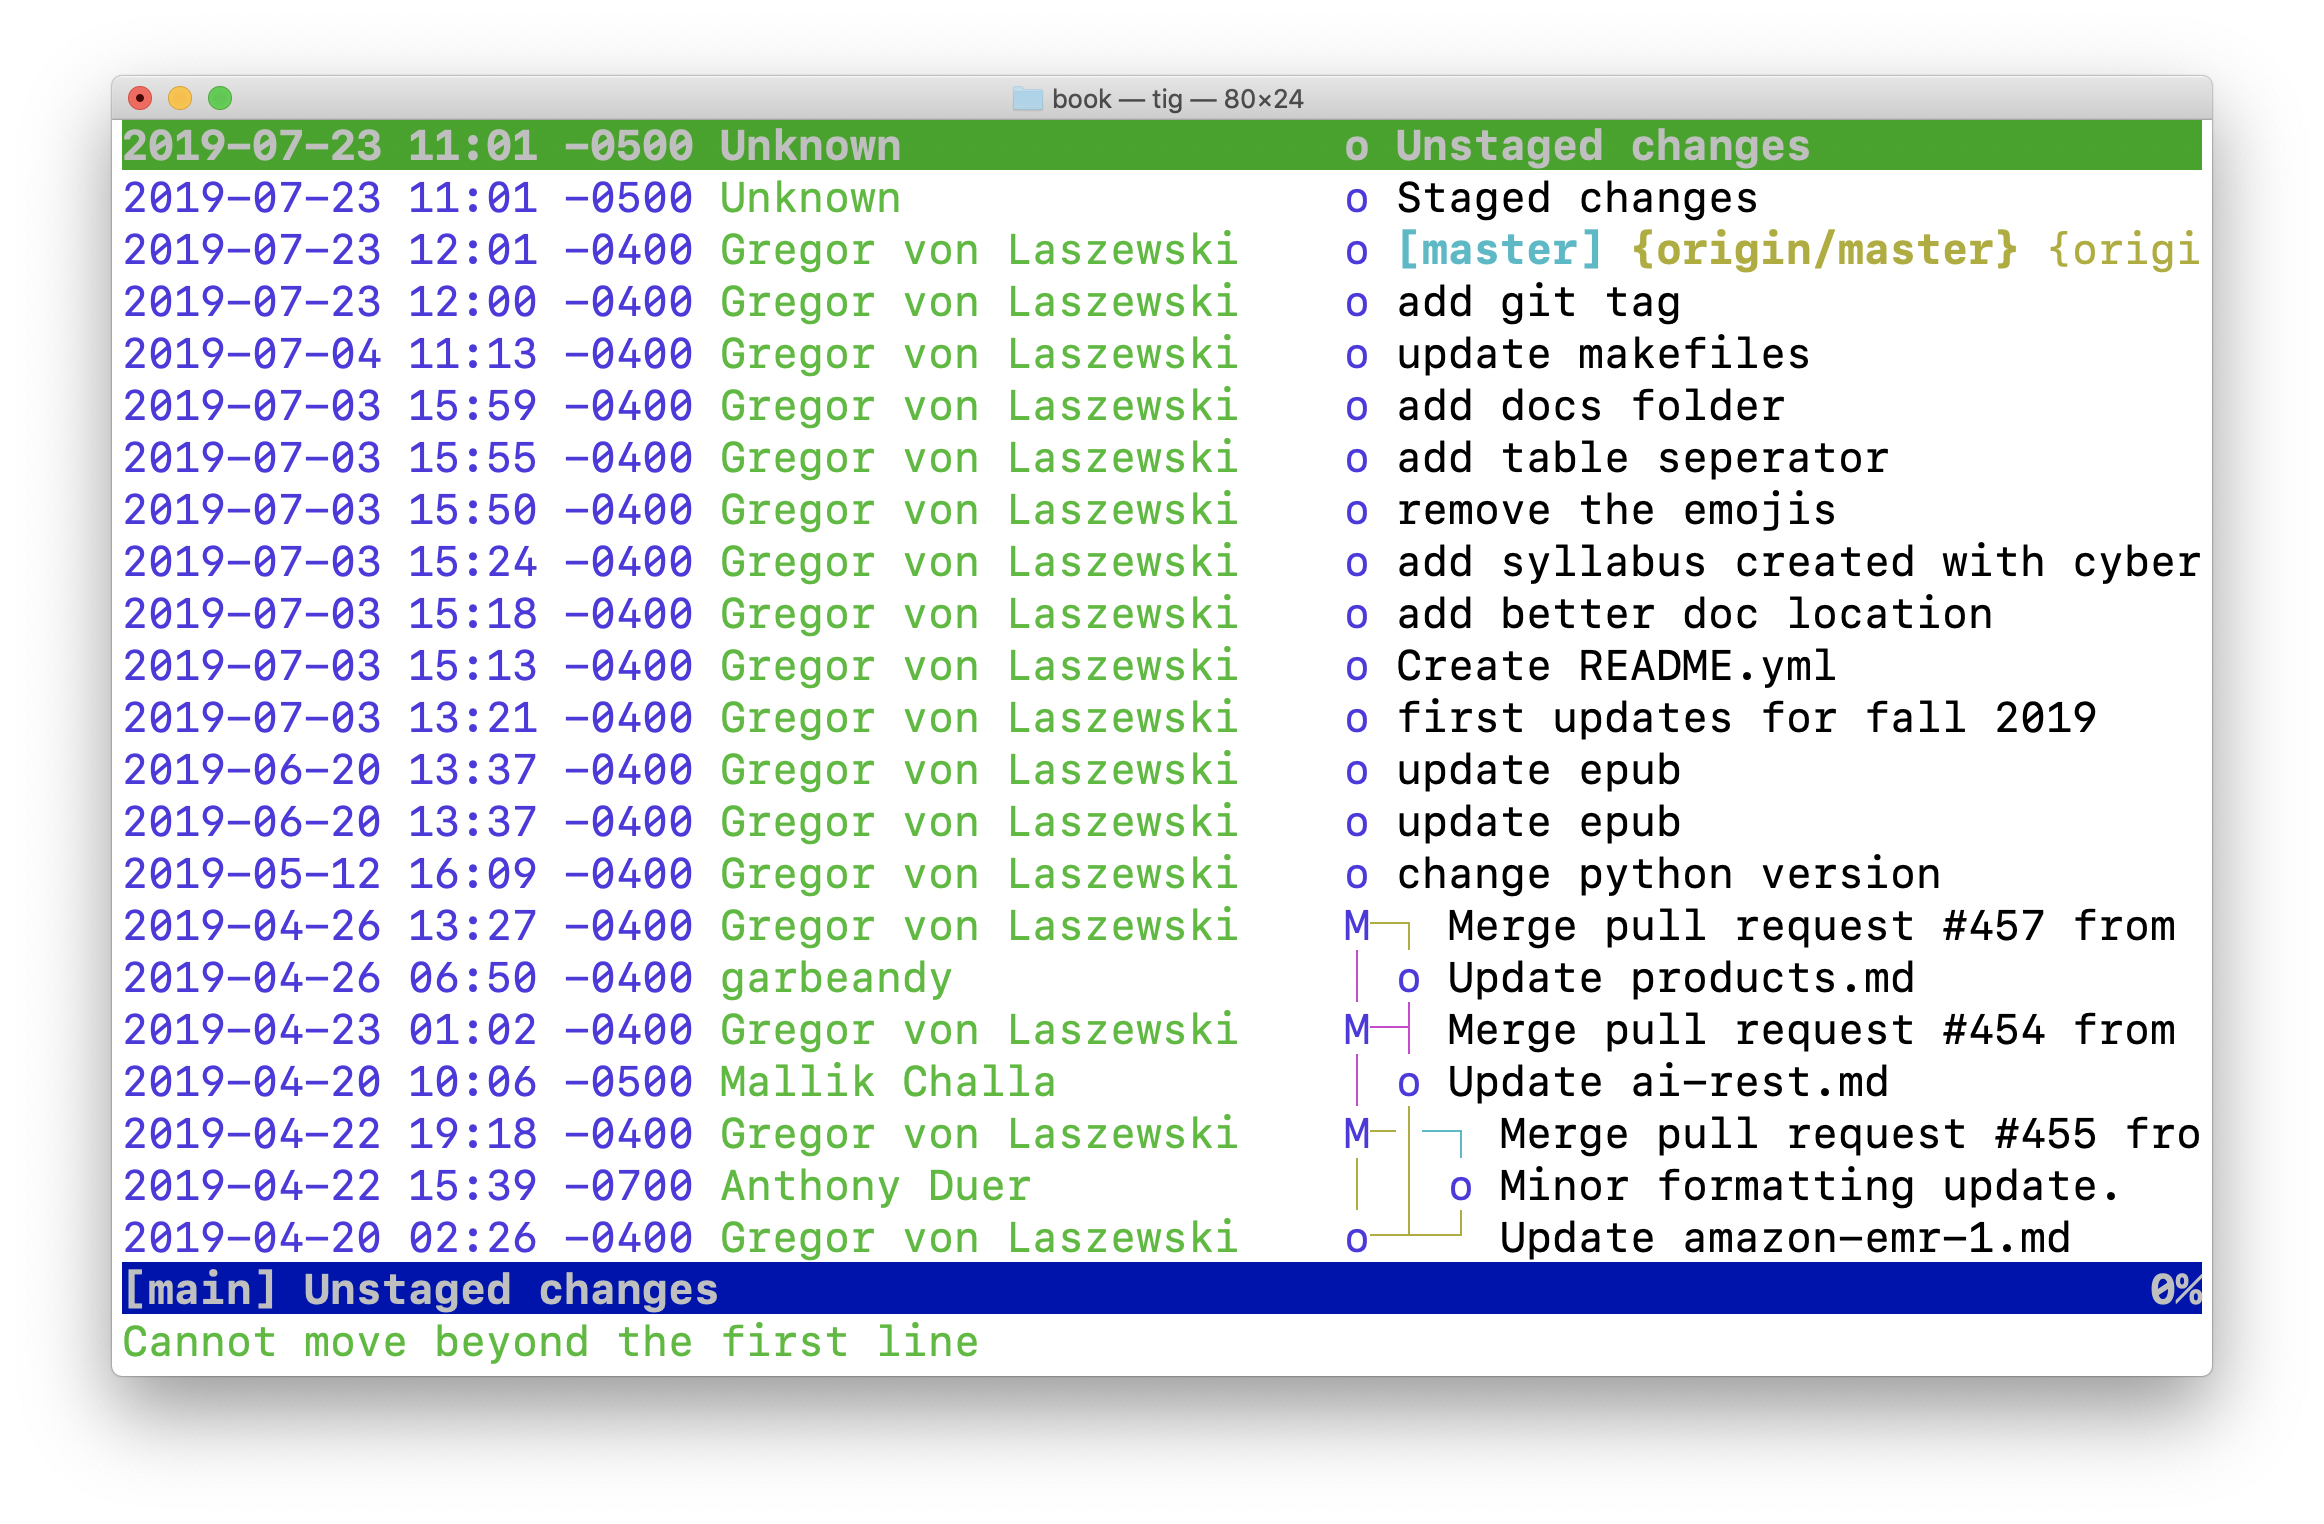 book — tig — 80×24
2019-07-23 11:01 -0500 Unknown o Unstaged changes
2019-07-23 11:01 -0500 Unknown o Staged changes
2019-07-23 12:01 -0400 Gregor von Laszewski o [master] {origin/master} {origi
2019-07-23 12:00 -0400 Gregor von Laszewski o add git tag
2019-07-04 11:13 -0400 Gregor von Laszewski o update makefiles
2019-07-03 15:59 -0400 Gregor von Laszewski o add docs folder
2019-07-03 15:55 -0400 Gregor von Laszewski o add table seperator
2019-07-03 15:50 -0400 Gregor von Laszewski o remove the emojis
2019-07-03 15:24 -0400 Gregor von Laszewski o add syllabus created with cyber
2019-07-03 15:18 -0400 Gregor von Laszewski o add better doc location
2019-07-03 15:13 -0400 Gregor von Laszewski o Create README.yml
2019-07-03 13:21 -0400 Gregor von Laszewski o first updates for fall 2019
2019-06-20 13:37 -0400 Gregor von Laszewski o update epub
2019-06-20 13:37 -0400 Gregor von Laszewski o update epub
2019-05-12 16:09 -0400 Gregor von Laszewski o change python version
2019-04-26 13:27 -0400 Gregor von Laszewski M─┐ Merge pull request #457 from
2019-04-26 06:50 -0400 garbeandy │ o Update products.md
2019-04-23 01:02 -0400 Gregor von Laszewski M─┤ Merge pull request #454 from
2019-04-20 10:06 -0500 Mallik Challa │ o Update ai-rest.md
2019-04-22 19:18 -0400 Gregor von Laszewski M─│─┐ Merge pull request #455 fro
2019-04-22 15:39 -0700 Anthony Duer │ │ o Minor formatting update.
2019-04-20 02:26 -0400 Gregor von Laszewski o─┴─┘ Update amazon-emr-1.md
[main] Unstaged changes 0%
Cannot move beyond the first line